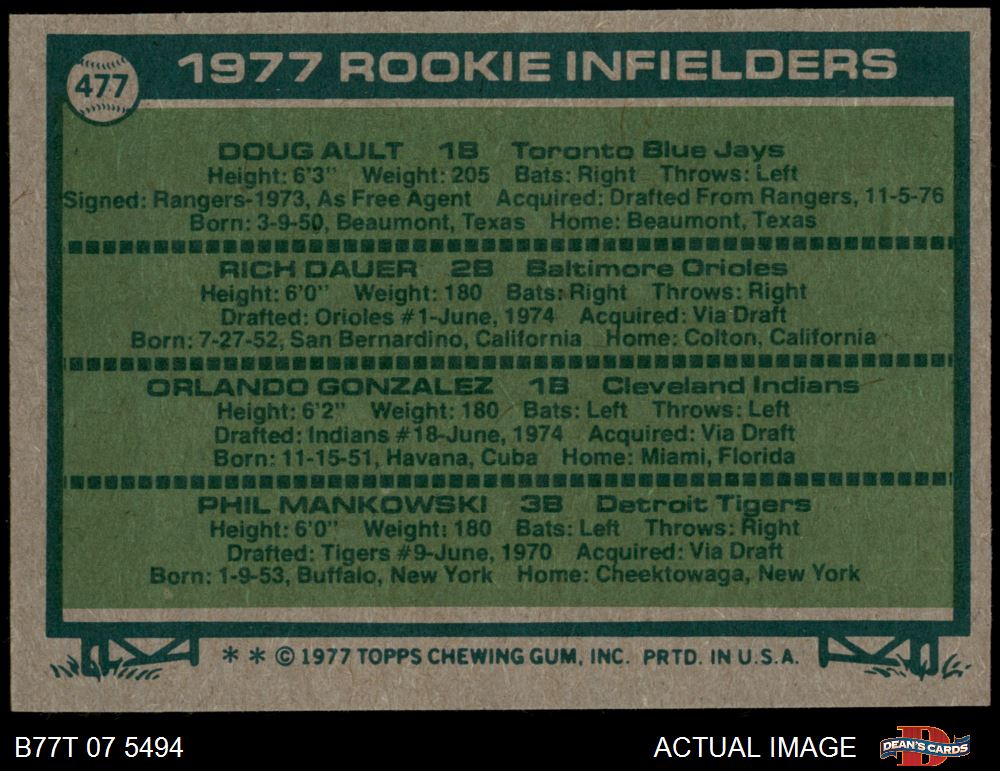 477
1977 ROOKIE INFIELDERS
DOUG AULT 1B Toronto Blue Jays
Height: 6'3" Weight: 205 Bats: Right Throws: Left
Signed: Rangers-1973, As Free Agent Acquired: Drafted From Rangers, 11-5-76
Born: 3-9-50, Beaumont, Texas Home: Beaumont, Texas
RICH DAUER 2B Baltimore Orioles
Height: 6'0" Weight: 180 Bats: Right Throws: Right
Drafted: Orioles #1-June, 1974 Acquired: Via Draft
Born: 7-27-52, San Bernardino, California Home: Colton, California
ORLANDO GONZALEZ 1B Cleveland Indians
Height: 6'2" Weight: 180 Bats: Left Throws: Left
Drafted: Indians #18-June, 1974 Acquired: Via Draft
Born: 11-15-51, Havana, Cuba Home: Miami, Florida
PHIL MANKOWSKI 3B Detroit Tigers
Height: 6'0" Weight: 180 Bats: Left Throws: Right
Drafted: Tigers #9-June, 1970 Acquired: Via Draft
Born: 1-9-53, Buffalo, New York Home: Cheektowaga, New York
* * © 1977 TOPPS CHEWING GUM, INC. PRTD. IN U.S.A.
B77T 07 5494 ACTUAL IMAGE
DEAN'S CARDS